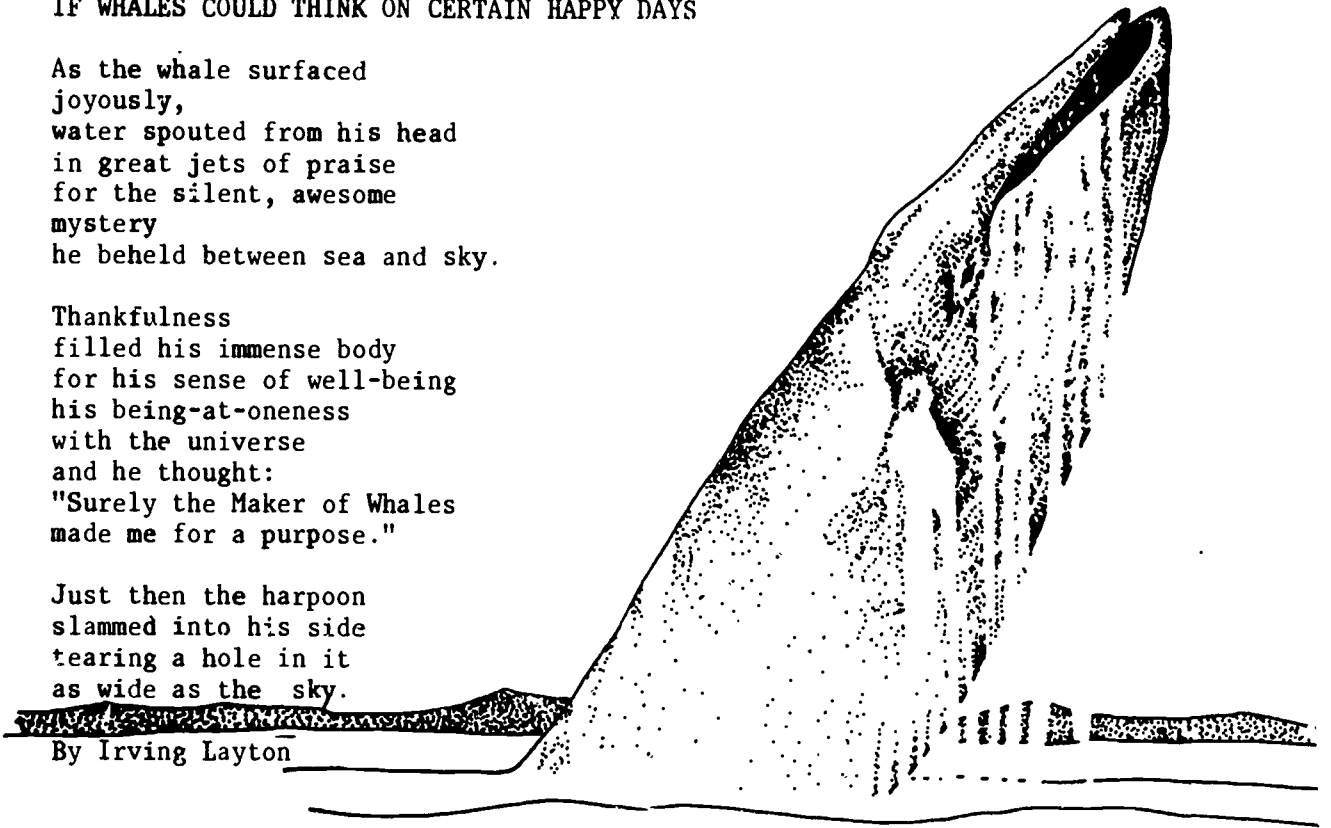 IF WHALES COULD THINK ON CERTAIN HAPPY DAYS
As the whale surfaced
joyously,
water spouted from his head
in great jets of praise
for the silent, awesome
mystery
he beheld between sea and sky.
Thankfulness
filled his immense body
for his sense of well-being
his being-at-oneness
with the universe
and he thought:
"Surely the Maker of Whales
made me for a purpose."
Just then the harpoon
slammed into his side
tearing a hole in it
as wide as the sky.
By Irving Layton